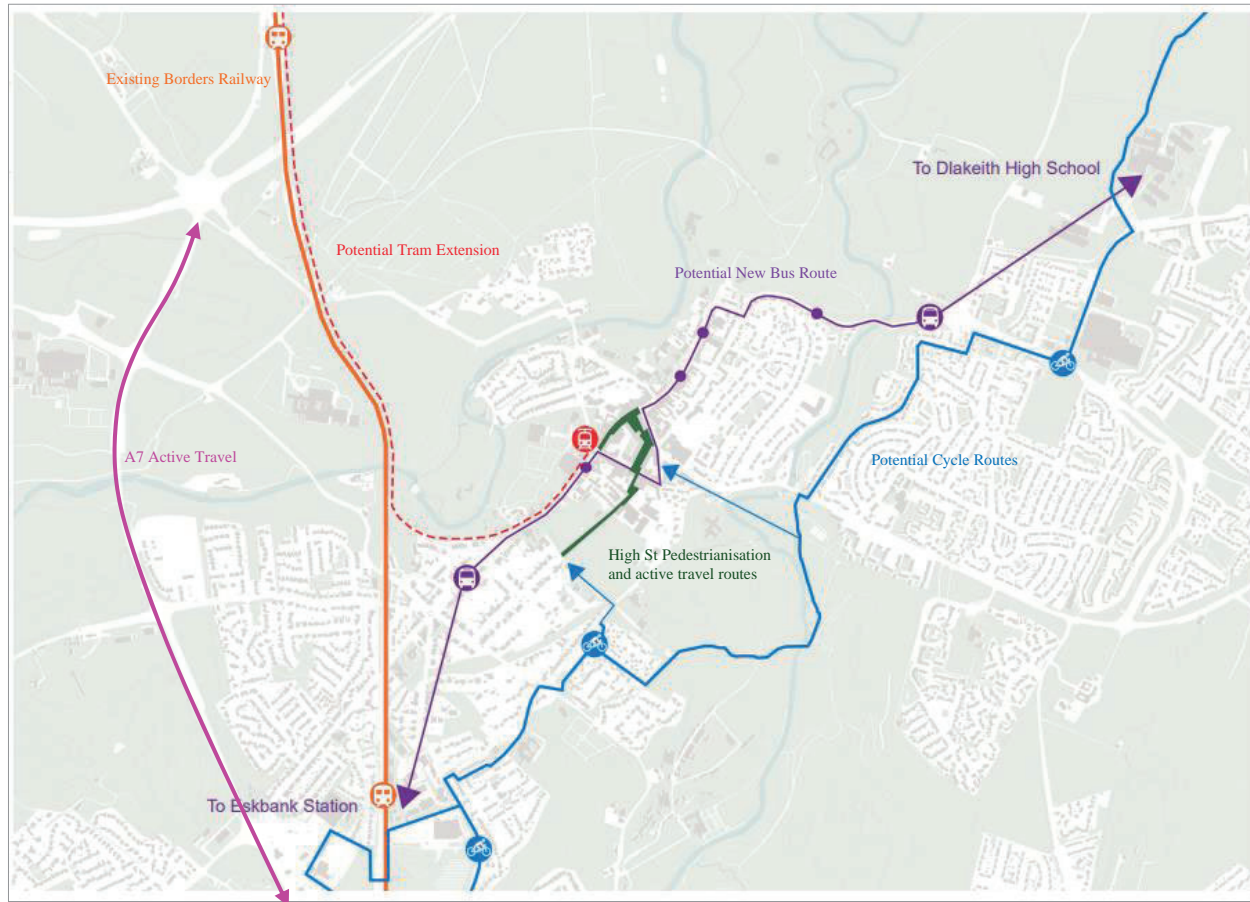 Existing Borders Railway
To Dlakeith High School
Potential Tram Extension
Potential New Bus Route
A7 Active Travel
Potential Cycle Routes
High St Pedestrianisation
and active travel routes
To Eskbank Station